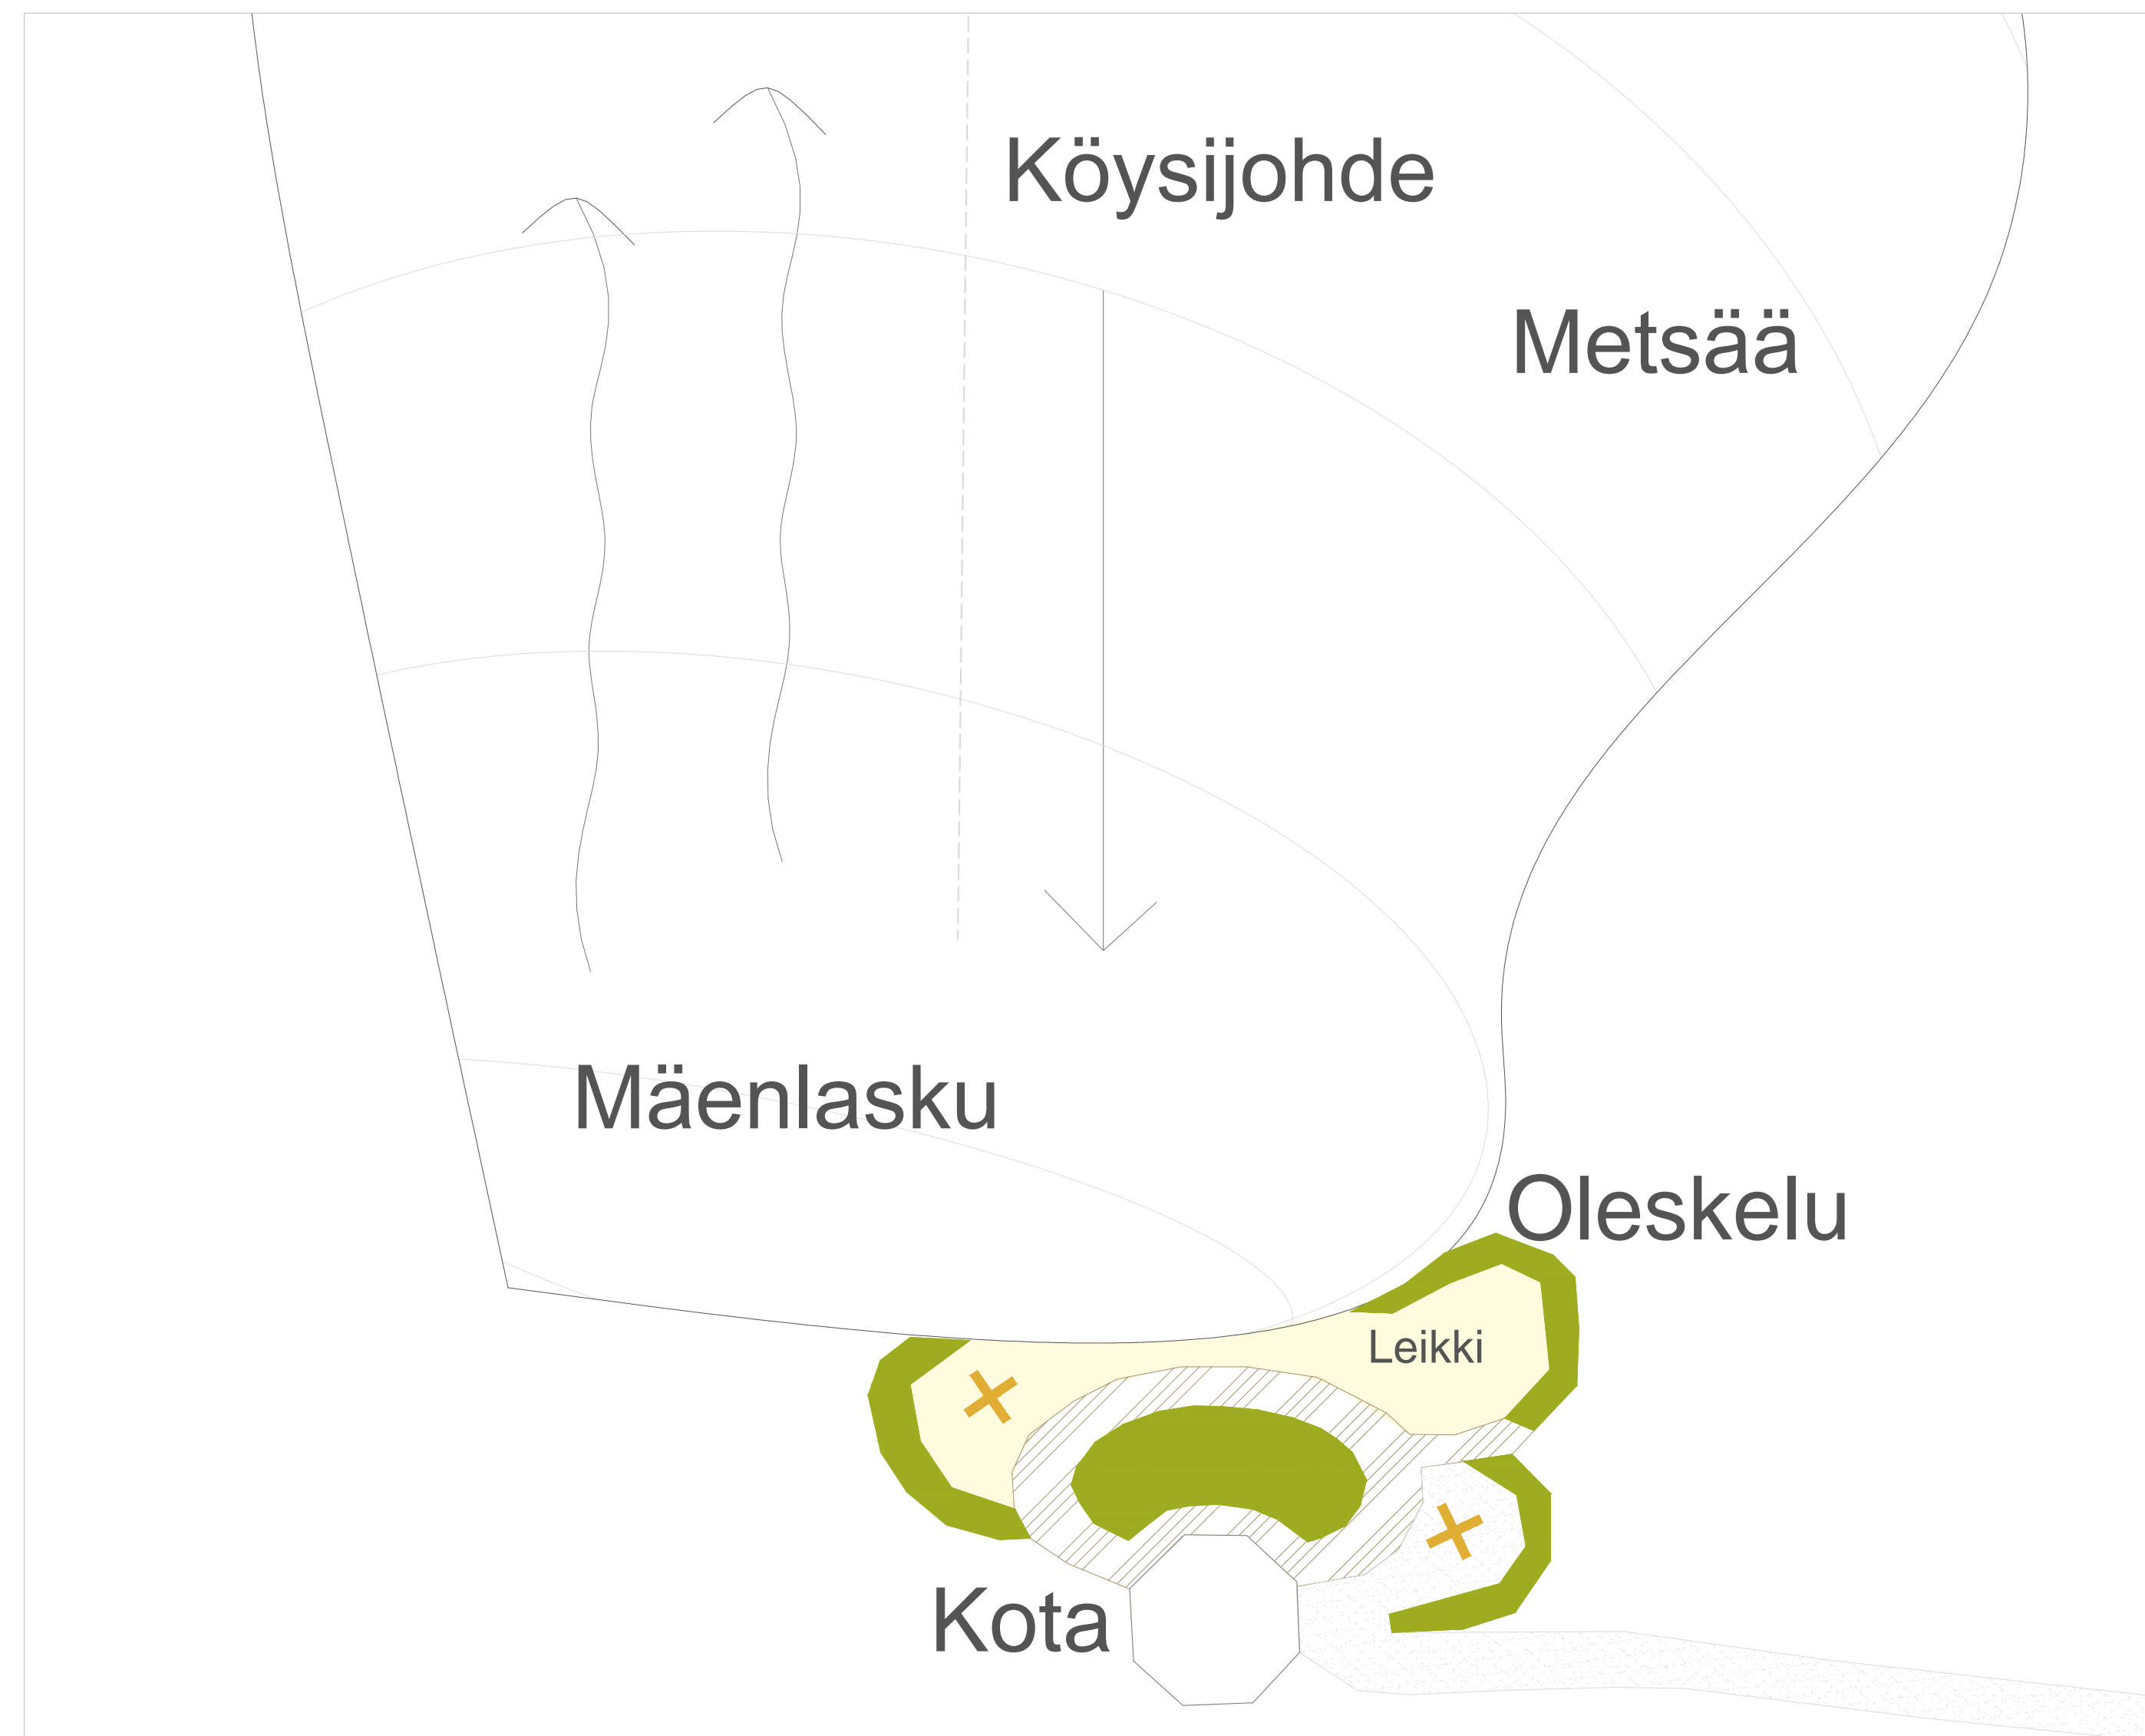 Köysijohde
Metsää
Mäenlasku
Oleskelu
Leikki
Kota